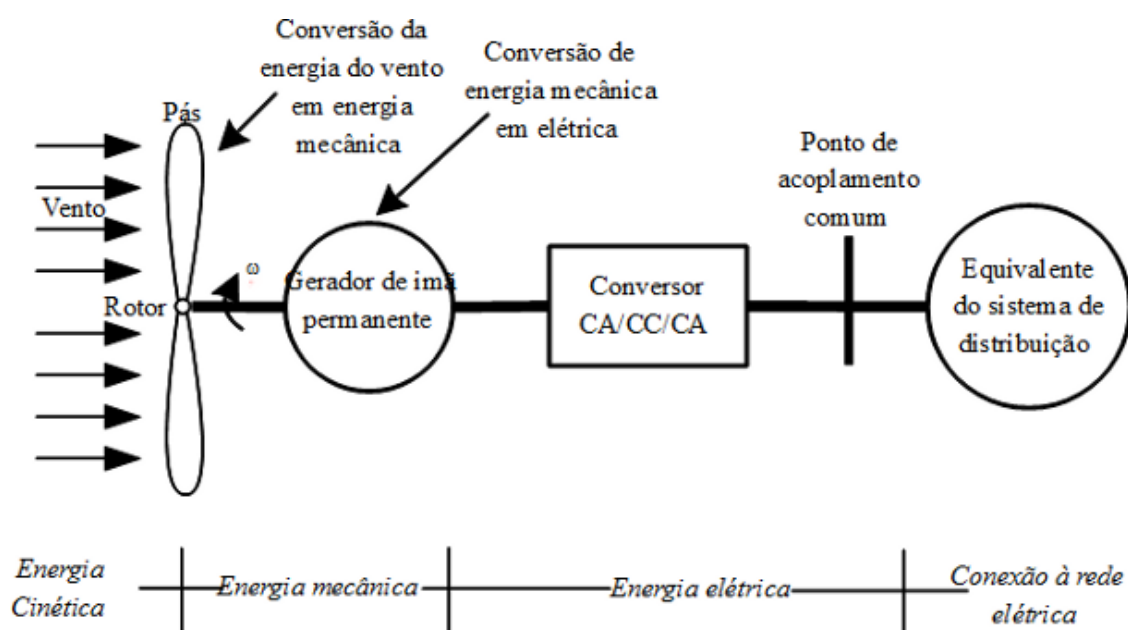 Conversão da
energia do vento
em energia
mecânica
Conversão de
energia mecânica
em elétrica
Pás
Vento
Rotor
ω
Gerador de imã
permanente
Conversor
CA/CC/CA
Ponto de
acoplamento
comum
Equivalente
do sistema de
distribuição
Energia
Cinética
Energia mecânica
Energia elétrica
Conexão à rede
elétrica